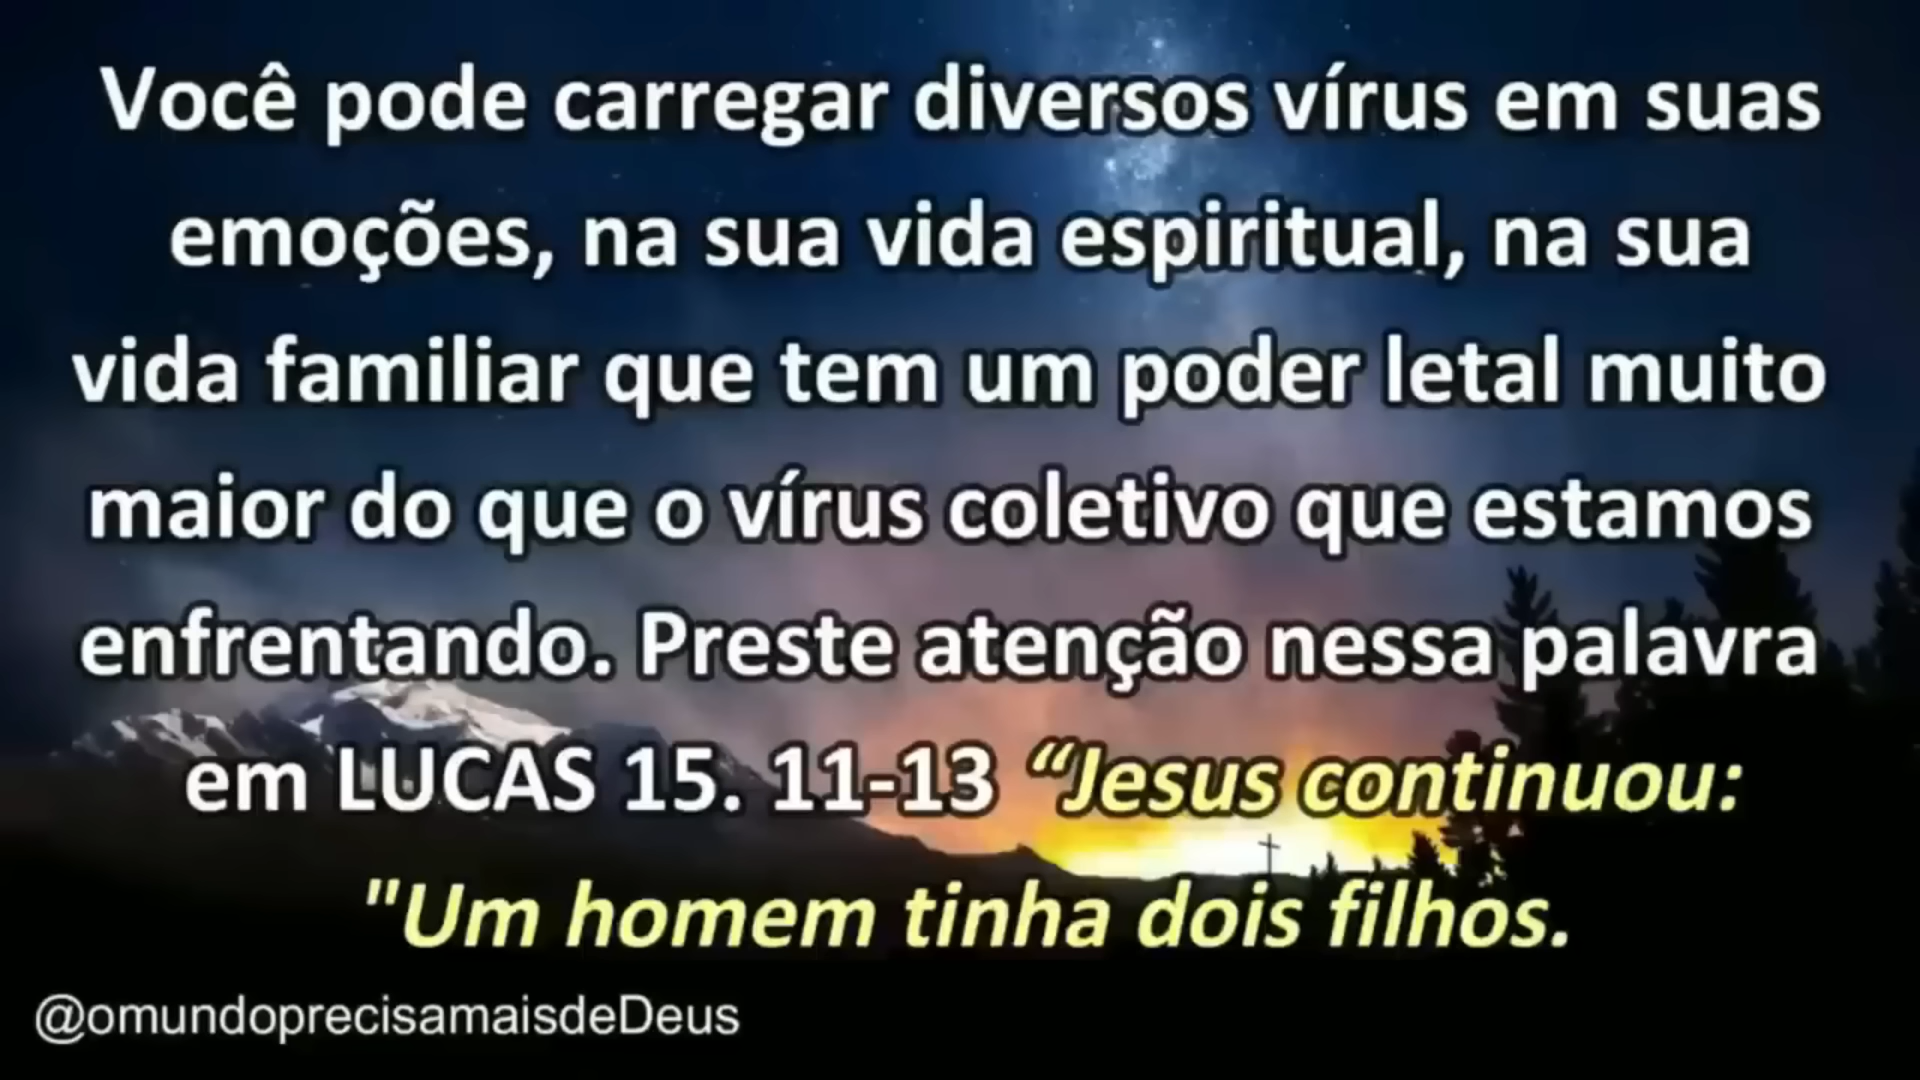 Você pode carregar diversos vírus em suas
emoções, na sua vida espiritual, na sua
vida familiar que tem um poder letal muito
maior do que o vírus coletivo que estamos
enfrentando. Preste atenção nessa palavra
em LUCAS 15. 11-13 “Jesus continuou:
"Um homem tinha dois filhos.
@omundoprecisamaisdeDeus